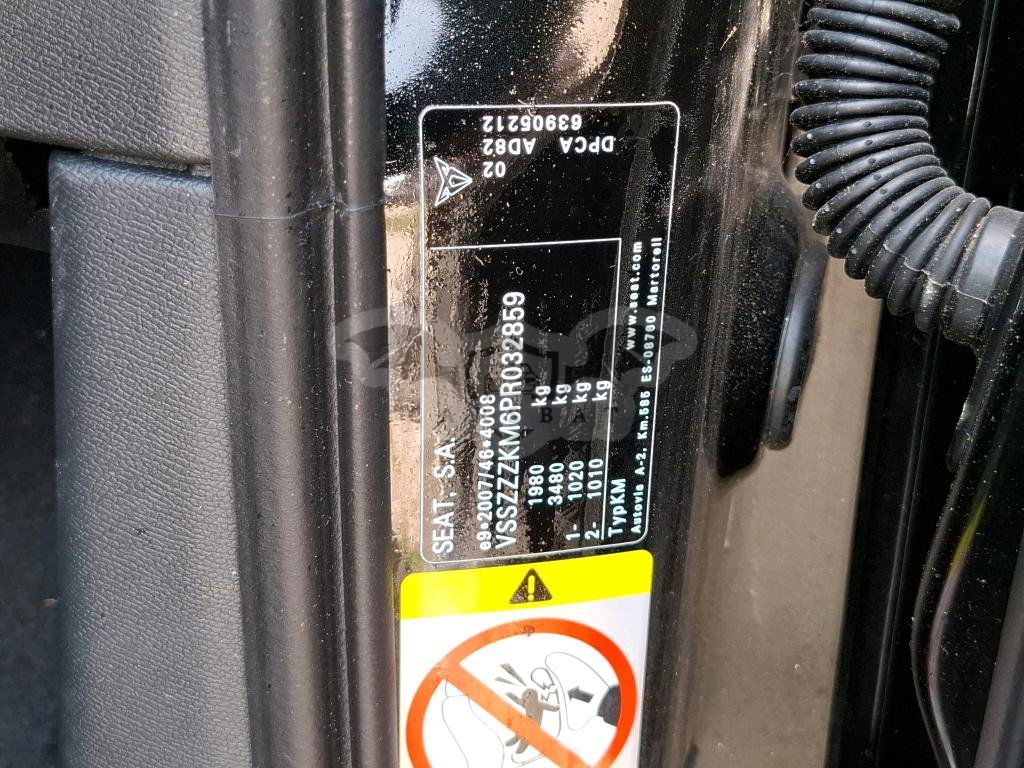 SEAT, S.A.
e9*2007/46*4008
VSSZZZKM6PR032859
1980 kg
3480 kg
1- 1020 kg
2- 1010 kg
TypKM
Autovia A-2, Km.585 ES-08760 Martorell
www.seat.com
02
63905212
AD82
DPCA